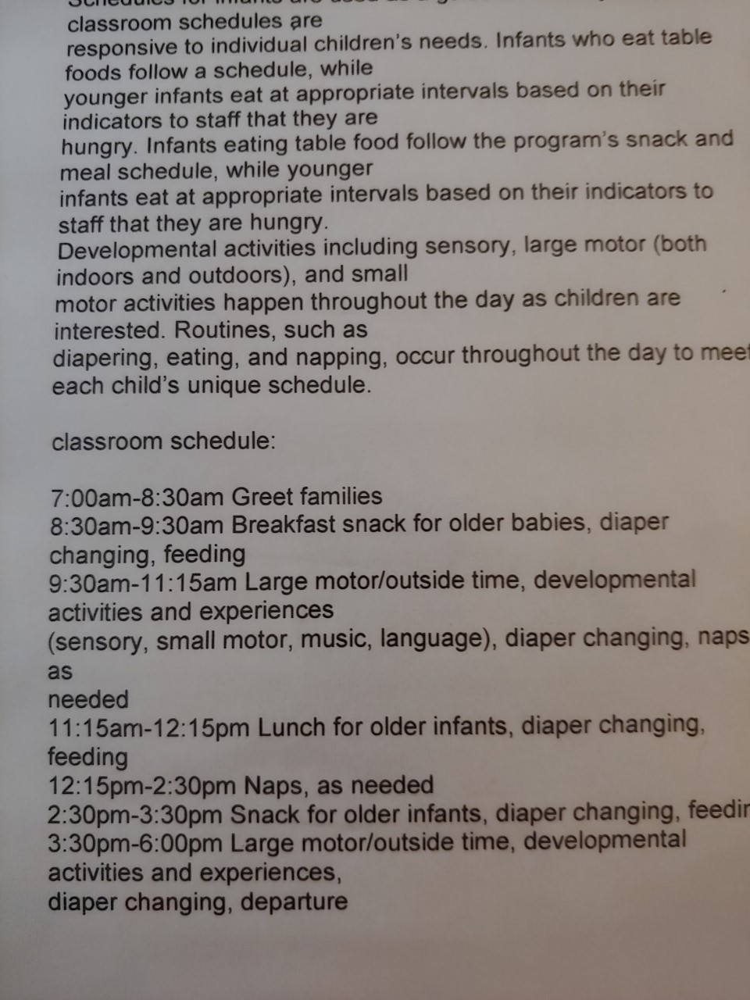 Schedules for infants are used as a
classroom schedules are
responsive to individual children's needs. Infants who eat table
foods follow a schedule, while
younger infants eat at appropriate intervals based on their
indicators to staff that they are
hungry. Infants eating table food follow the program's snack and
meal schedule, while younger
infants eat at appropriate intervals based on their indicators to
staff that they are hungry.
Developmental activities including sensory, large motor (both
indoors and outdoors), and small
motor activities happen throughout the day as children are
interested. Routines, such as
diapering, eating, and napping, occur throughout the day to meet
each child's unique schedule.
classroom schedule:
7:00am-8:30am Greet families
8:30am-9:30am Breakfast snack for older babies, diaper
changing, feeding
9:30am-11:15am Large motor/outside time, developmental
activities and experiences
(sensory, small motor, music, language), diaper changing, naps
as
needed
11:15am-12:15pm Lunch for older infants, diaper changing,
feeding
12:15pm-2:30pm Naps, as needed
2:30pm-3:30pm Snack for older infants, diaper changing, feedin
3:30pm-6:00pm Large motor/outside time, developmental
activities and experiences,
diaper changing, departure